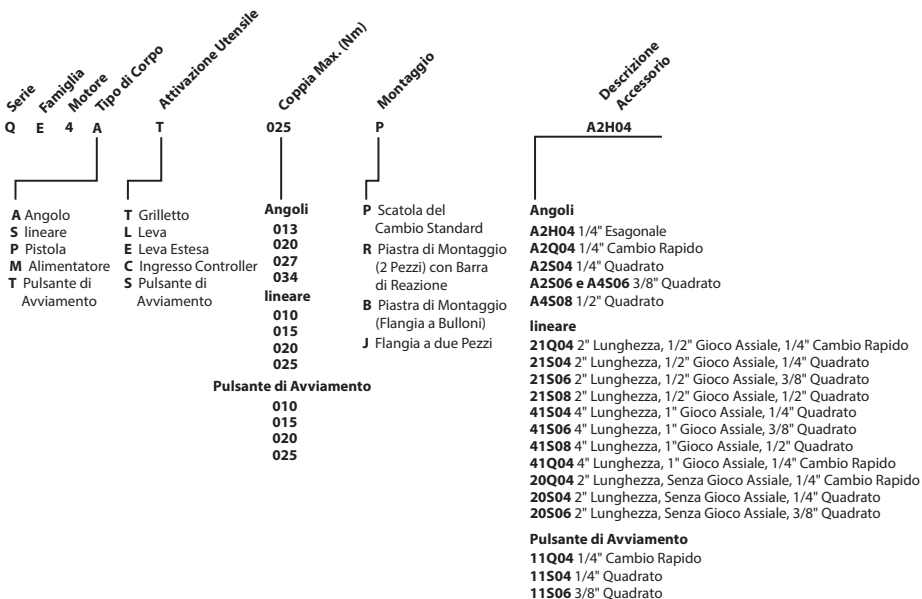 Serie
Famiglia
Motore
Tipo di Corpo
Attivazione Utensile
Coppia Max. (Nm)
Montaggio
Descrizione
Accessorio
Q E 4 A T 025 P A2H04
A Angolo
S lineare
P Pistola
M Alimentatore
T Pulsante di
Avviamento
T Grilletto
L Leva
E Leva Estesa
C Ingresso Controller
S Pulsante di
Avviamento
Angoli
013
020
027
034
lineare
010
015
020
025
Pulsante di Avviamento
010
015
020
025
P Scatola del
Cambio Standard
R Piastra di Montaggio
(2 Pezzi) con Barra
di Reazione
B Piastra di Montaggio
(Flangia a Bulloni)
J Flangia a due Pezzi
Angoli
A2H04 1/4" Esagonale
A2Q04 1/4" Cambio Rapido
A2S04 1/4" Quadrato
A2S06 e A4S06 3/8" Quadrato
A4S08 1/2" Quadrato
lineare
21Q04 2" Lunghezza, 1/2" Gioco Assiale, 1/4" Cambio Rapido
21S04 2" Lunghezza, 1/2" Gioco Assiale, 1/4" Quadrato
21S06 2" Lunghezza, 1/2" Gioco Assiale, 3/8" Quadrato
21S08 2" Lunghezza, 1/2" Gioco Assiale, 1/2" Quadrato
41S04 4" Lunghezza, 1" Gioco Assiale, 1/4" Quadrato
41S06 4" Lunghezza, 1" Gioco Assiale, 3/8" Quadrato
41S08 4" Lunghezza, 1"Gioco Assiale, 1/2" Quadrato
41Q04 4" Lunghezza, 1" Gioco Assiale, 1/4" Cambio Rapido
20Q04 2" Lunghezza, Senza Gioco Assiale, 1/4" Cambio Rapido
20S04 2" Lunghezza, Senza Gioco Assiale, 1/4" Quadrato
20S06 2" Lunghezza, Senza Gioco Assiale, 3/8" Quadrato
Pulsante di Avviamento
11Q04 1/4" Cambio Rapido
11S04 1/4" Quadrato
11S06 3/8" Quadrato